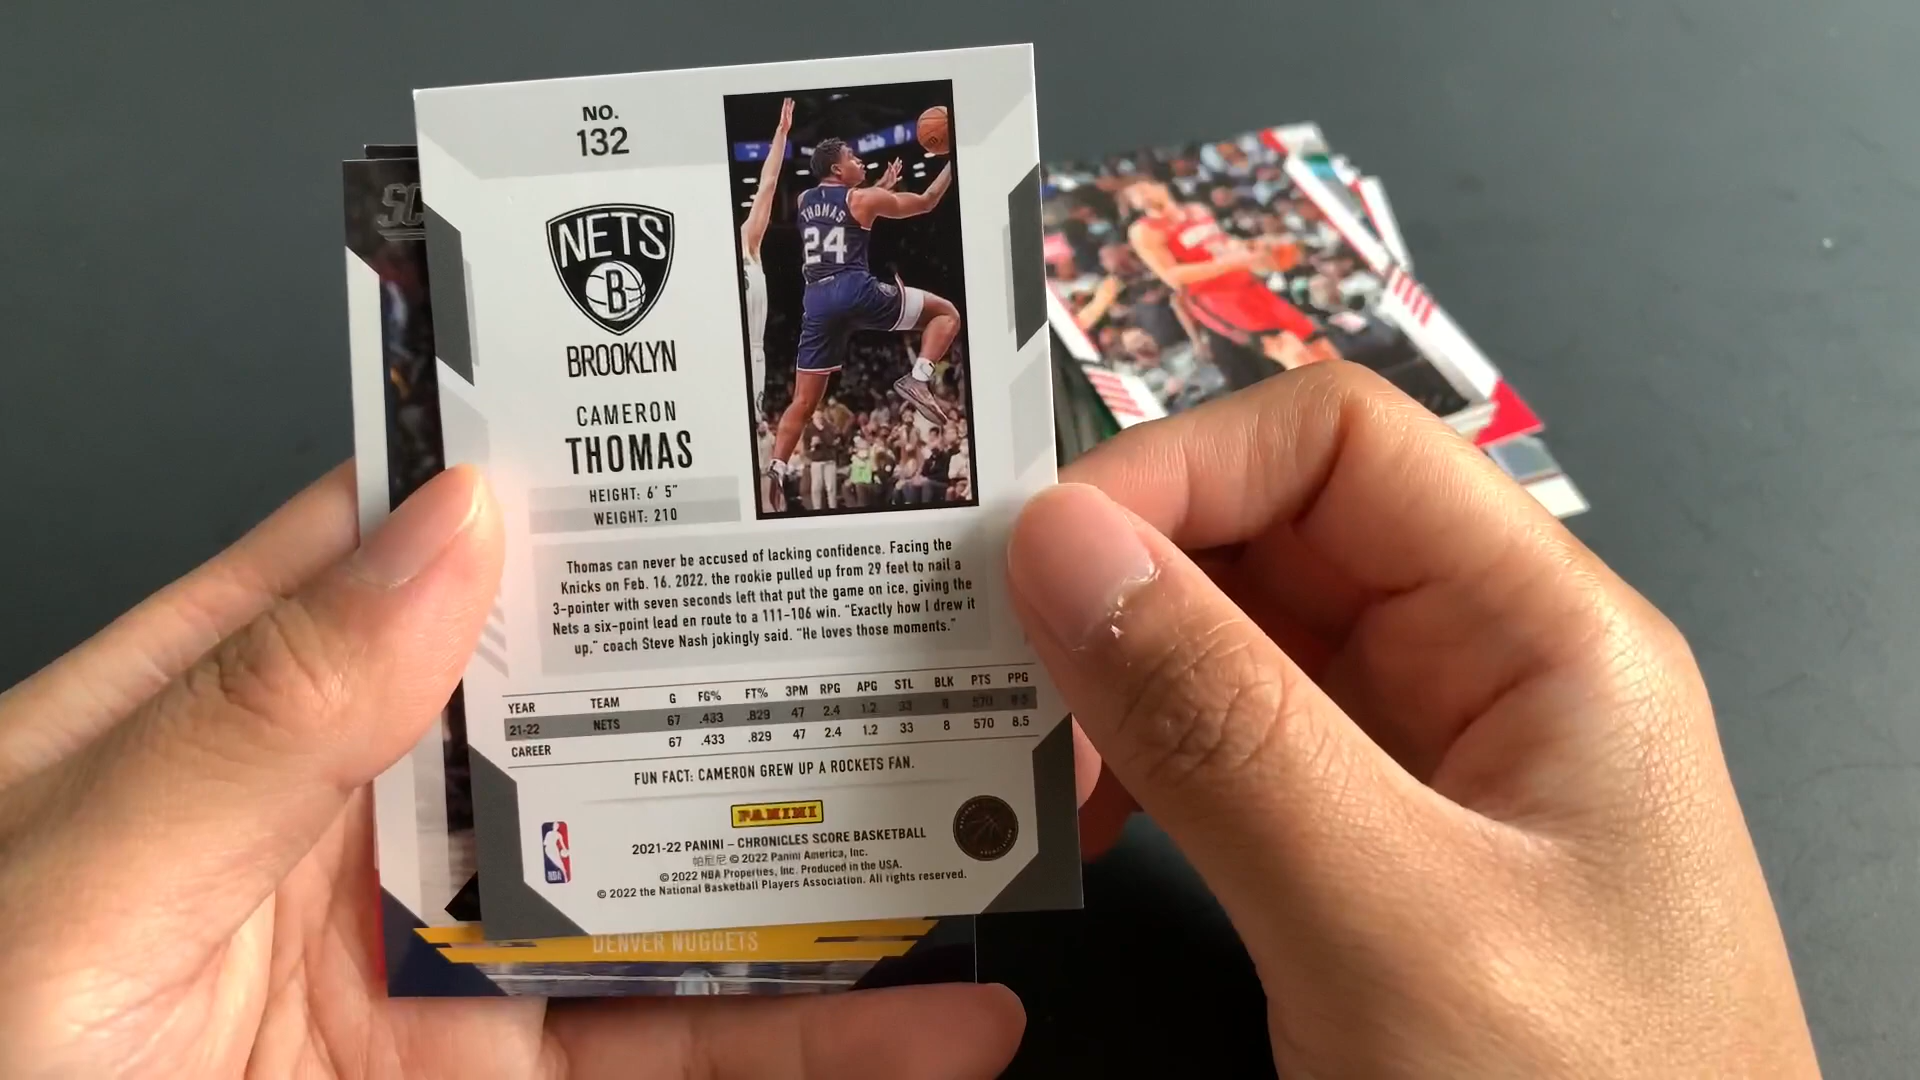 NO.
132
NETS
B
BROOKLYN
CAMERON
THOMAS
HEIGHT: 6' 5"
WEIGHT: 210
THOMAS
24
Thomas can never be accused of lacking confidence. Facing the
Knicks on Feb. 16, 2022, the rookie pulled up from 29 feet to nail a
3-pointer with seven seconds left that put the game on ice, giving the
Nets a six-point lead en route to a 111-106 win. "Exactly how I drew it
up," coach Steve Nash jokingly said. "He loves those moments."
YEAR TEAM G FG% FT% 3PM RPG APG STL BLK PTS PPG
21-22 NETS 67 .433 .829 47 2.4 1.2 33 8 570 8.5
CAREER 67 .433 .829 47 2.4 1.2 33 8 570 8.5
FUN FACT: CAMERON GREW UP A ROCKETS FAN.
PANINI
2021-22 PANINI – CHRONICLES SCORE BASKETBALL
帕尼尼 © 2022 Panini America, Inc.
© 2022 NBA Properties, Inc. Produced in the USA.
© 2022 the National Basketball Players Association. All rights reserved.
NBA
SC
DENVER NUGGETS